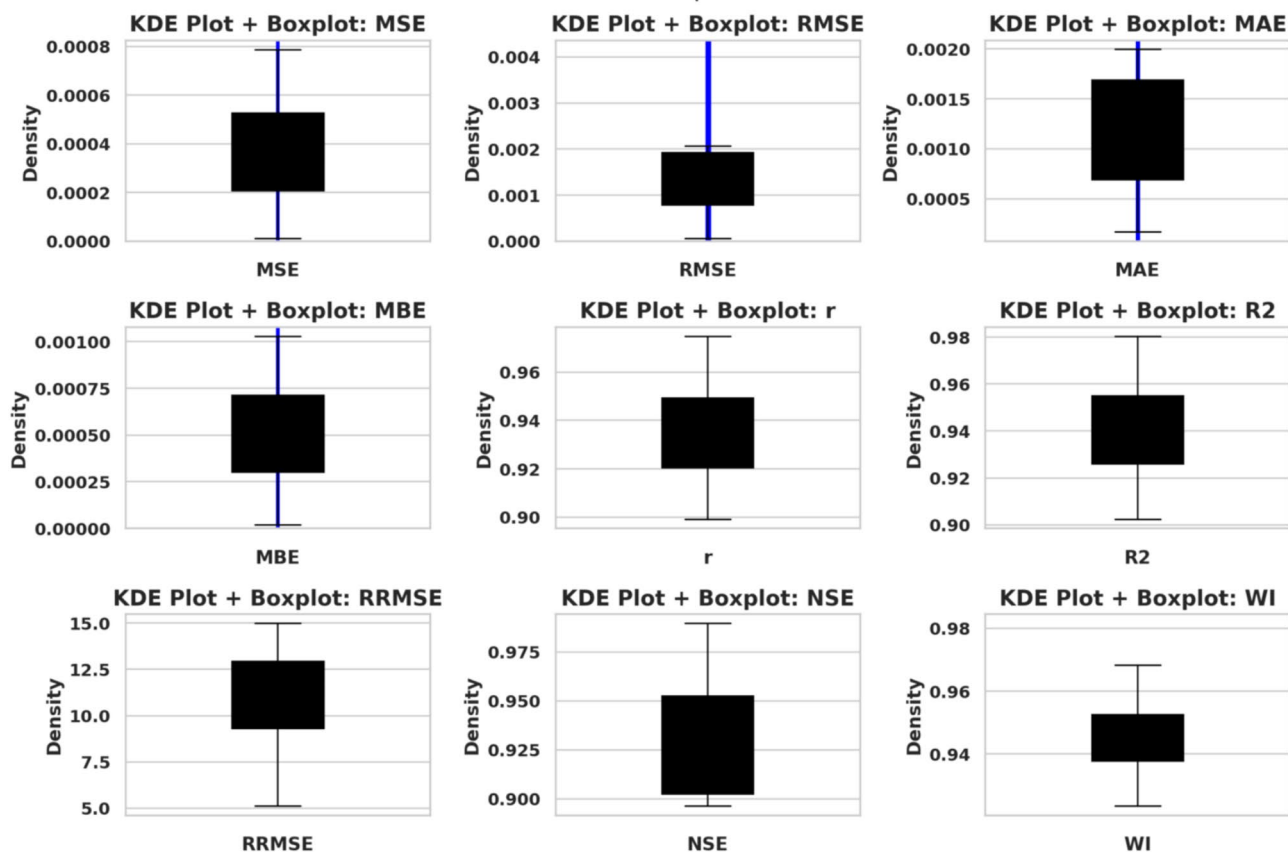 KDE Plot + Boxplot: MSE
0.0008
0.0006
0.0004
0.0002
0.0000
Density
MSE
KDE Plot + Boxplot: RMSE
0.004
0.003
0.002
0.001
0.000
Density
RMSE
KDE Plot + Boxplot: MAE
0.0020
0.0015
0.0010
0.0005
Density
MAE
KDE Plot + Boxplot: MBE
0.00100
0.00075
0.00050
0.00025
0.00000
Density
MBE
KDE Plot + Boxplot: r
0.96
0.94
0.92
0.90
Density
r
KDE Plot + Boxplot: R2
0.98
0.96
0.94
0.92
0.90
Density
R2
KDE Plot + Boxplot: RRMSE
15.0
12.5
10.0
7.5
5.0
Density
RRMSE
KDE Plot + Boxplot: NSE
0.975
0.950
0.925
0.900
Density
NSE
KDE Plot + Boxplot: WI
0.98
0.96
0.94
Density
WI